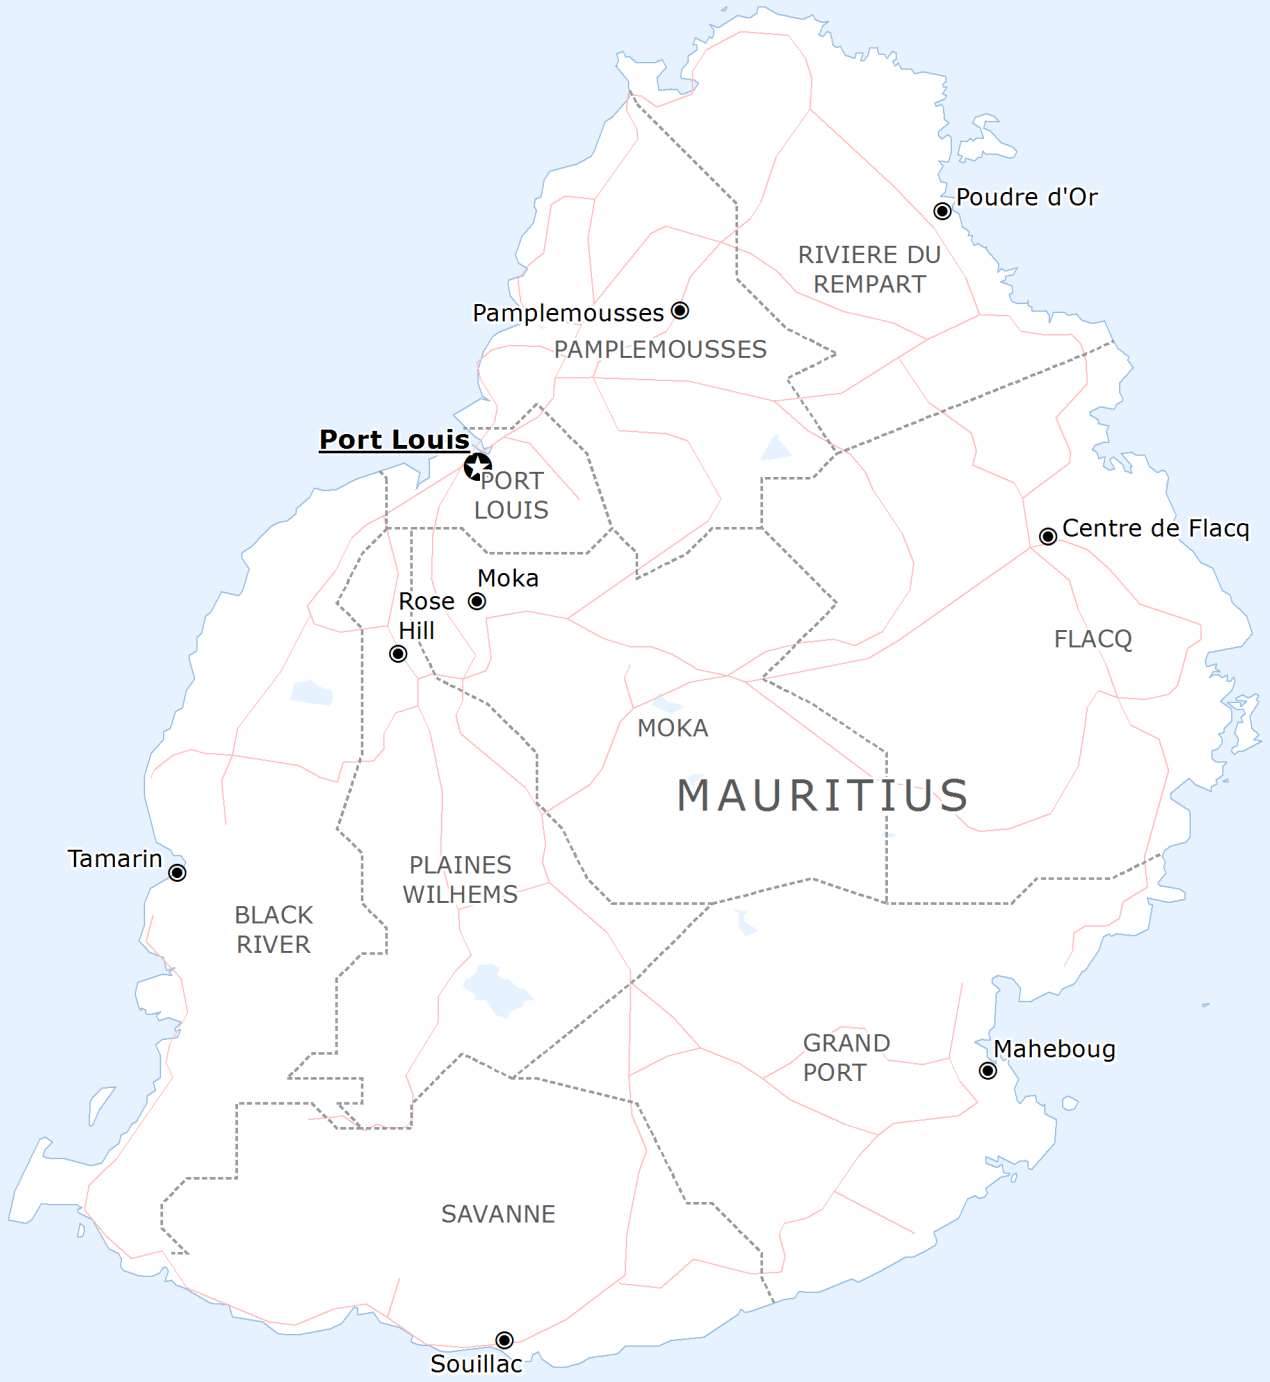 Poudre d'Or
RIVIERE DU
REMPART
Pamplemousses
PAMPLEMOUSSES
Port Louis
PORT
LOUIS
Centre de Flacq
Moka
Rose
Hill
FLACQ
MOKA
MAURITIUS
Tamarin
PLAINES
WILHEMS
BLACK
RIVER
GRAND
PORT
Maheboug
SAVANNE
Souillac